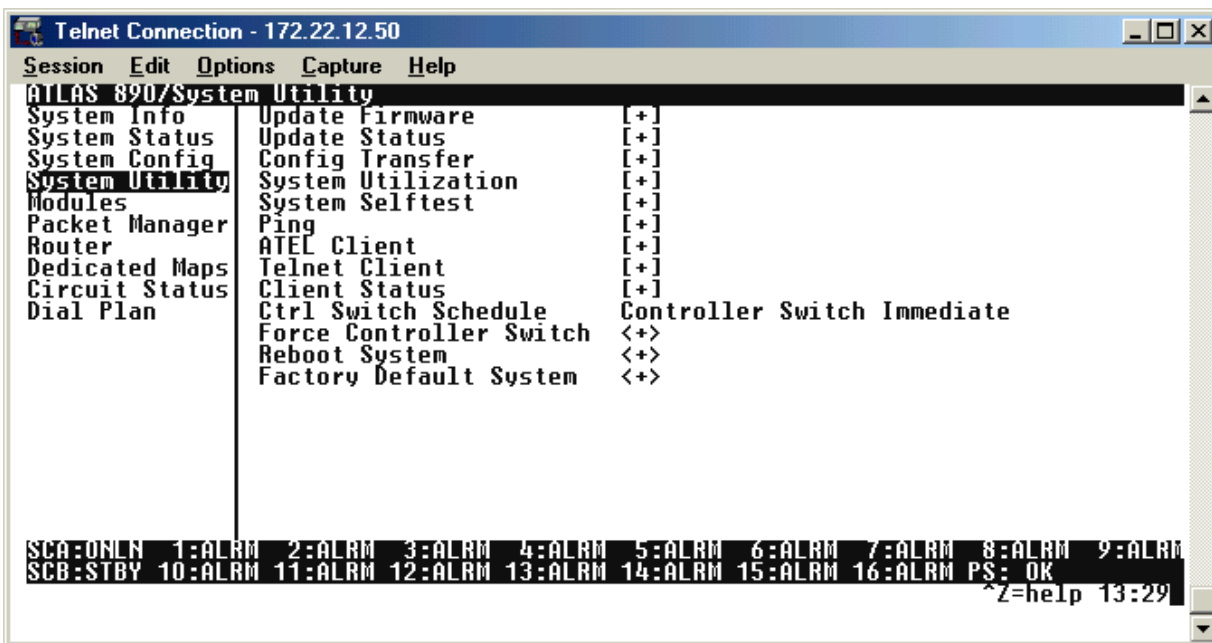 Telnet Connection - 172.22.12.50
Session Edit Options Capture Help
ATLAS 890/System Utility
System Info Update Firmware [+]
System Status Update Status [+]
System Config Config Transfer [+]
System Utility System Utilization [+]
Modules System Selftest [+]
Packet Manager Ping [+]
Router ATEL Client [+]
Dedicated Maps Telnet Client [+]
Circuit Status Client Status [+]
Dial Plan Ctrl Switch Schedule Controller Switch Immediate
Force Controller Switch <+>
Reboot System <+>
Factory Default System <+>
SCA:ONLN 1:ALRM 2:ALRM 3:ALRM 4:ALRM 5:ALRM 6:ALRM 7:ALRM 8:ALRM 9:ALRM
SCB:STBY 10:ALRM 11:ALRM 12:ALRM 13:ALRM 14:ALRM 15:ALRM 16:ALRM PS: OK
^Z=help 13:29